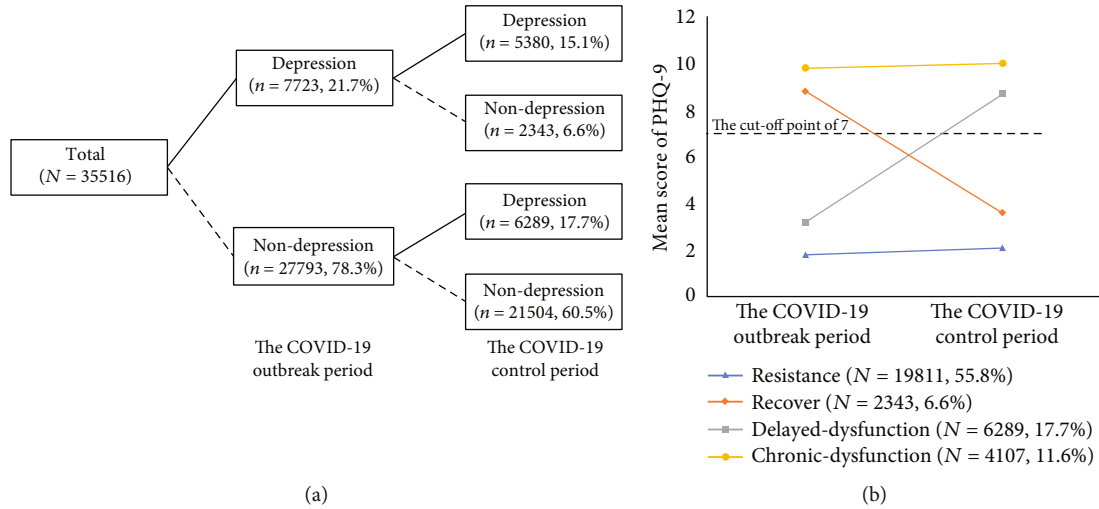 Total
(N = 35516)
Depression
(n = 7723, 21.7%)
Non-depression
(n = 27793, 78.3%)
The COVID-19
outbreak period
Depression
(n = 5380, 15.1%)
Non-depression
(n = 2343, 6.6%)
Depression
(n = 6289, 17.7%)
Non-depression
(n = 21504, 60.5%)
The COVID-19
control period
(a)
Mean score of PHQ-9
12
10
8
6
4
2
0
The cut-off point of 7
The COVID-19
outbreak period
The COVID-19
control period
Resistance (N = 19811, 55.8%)
Recover (N = 2343, 6.6%)
Delayed-dysfunction (N = 6289, 17.7%)
Chronic-dysfunction (N = 4107, 11.6%)
(b)